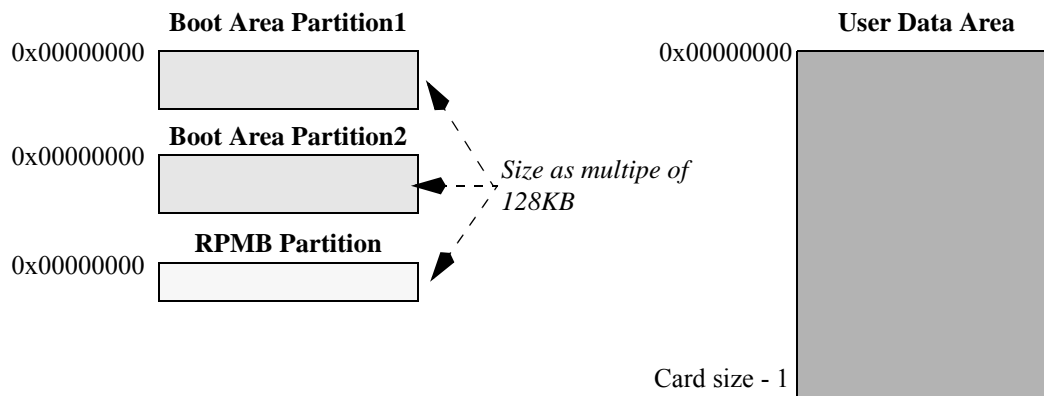 Boot Area Partition1
0x00000000
Boot Area Partition2
0x00000000
RPMB Partition
0x00000000
Size as multipe of
128KB
User Data Area
0x00000000
Card size - 1